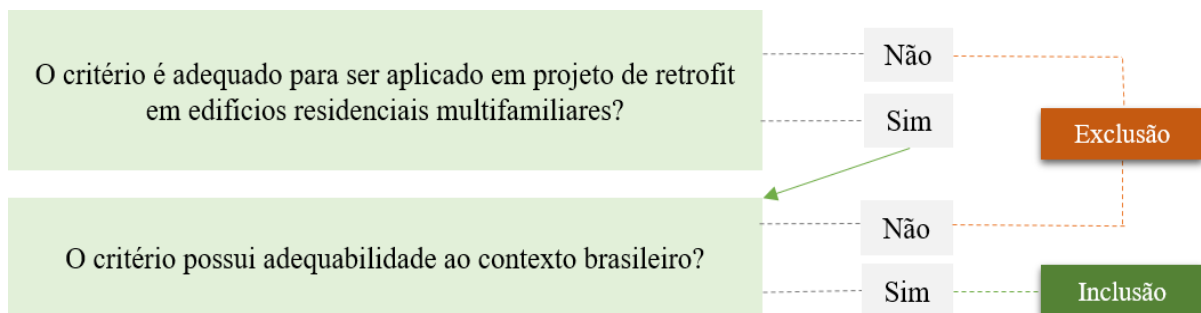 O critério é adequado para ser aplicado em projeto de retrofit
em edifícios residenciais multifamiliares?
Não
Sim
Exclusão
O critério possui adequabilidade ao contexto brasileiro?
Não
Sim
Inclusão